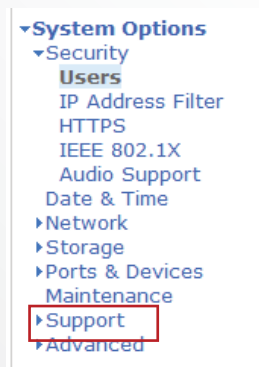 System Options
Security
Users
IP Address Filter
HTTPS
IEEE 802.1X
Audio Support
Date & Time
Network
Storage
Ports & Devices
Maintenance
Support
Advanced